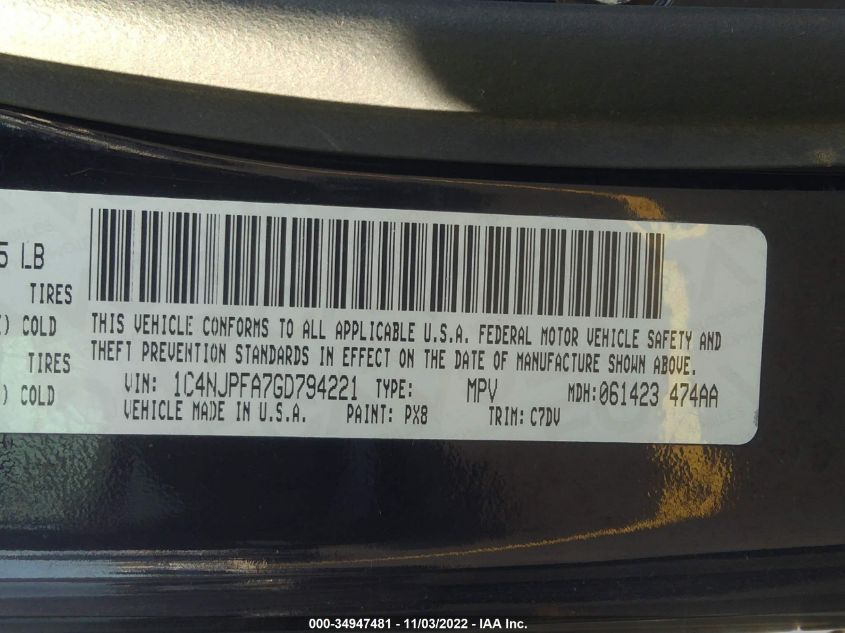 5 LB
TIRES
) COLD
TIRES
) COLD
THIS VEHICLE CONFORMS TO ALL APPLICABLE U.S.A. FEDERAL MOTOR VEHICLE SAFETY AND
THEFT PREVENTION STANDARDS IN EFFECT ON THE DATE OF MANUFACTURE SHOWN ABOVE.
VIN: 1C4NJPFA7GD794221 TYPE: MPV MDH:061423 474AA
VEHICLE MADE IN U.S.A. PAINT: PX8 TRIM: C7DV
000-34947481 - 11/03/2022 - IAA Inc.